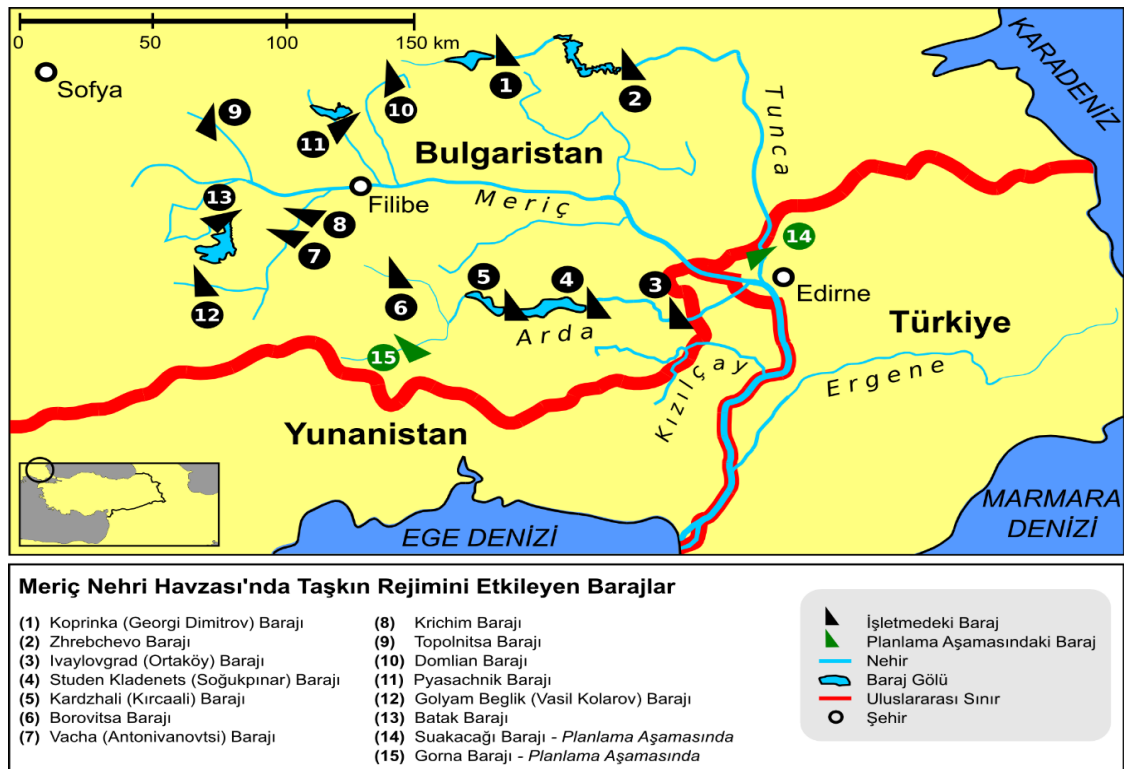 0 50 100 150 km
KARADENİZ
Sofya
1
2
10
9
11
Bulgaristan
Tunca
13
Filibe
Meriç
8
7
14
Edirne
12
6
5
4
3
Arda
Türkiye
15
Kızılçay
Ergene
Yunanistan
EGE DENİZİ
MARMARA
DENİZİ
Meriç Nehri Havzası'nda Taşkın Rejimini Etkileyen Barajlar
(1) Koprinka (Georgi Dimitrov) Barajı
(2) Zhrebchevo Barajı
(3) Ivaylovgrad (Ortaköy) Barajı
(4) Studen Kladenets (Soğukpınar) Barajı
(5) Kardzhali (Kırcaali) Barajı
(6) Borovitsa Barajı
(7) Vacha (Antonivanovtsi) Barajı
(8) Krichim Barajı
(9) Topolnitsa Barajı
(10) Domlian Barajı
(11) Pyasachnik Barajı
(12) Golyam Beglik (Vasil Kolarov) Barajı
(13) Batak Barajı
(14) Suakacağı Barajı - Planlama Aşamasında
(15) Gorna Barajı - Planlama Aşamasında
İşletmedeki Baraj
Planlama Aşamasındaki Baraj
Nehir
Baraj Gölü
Uluslararası Sınır
Şehir